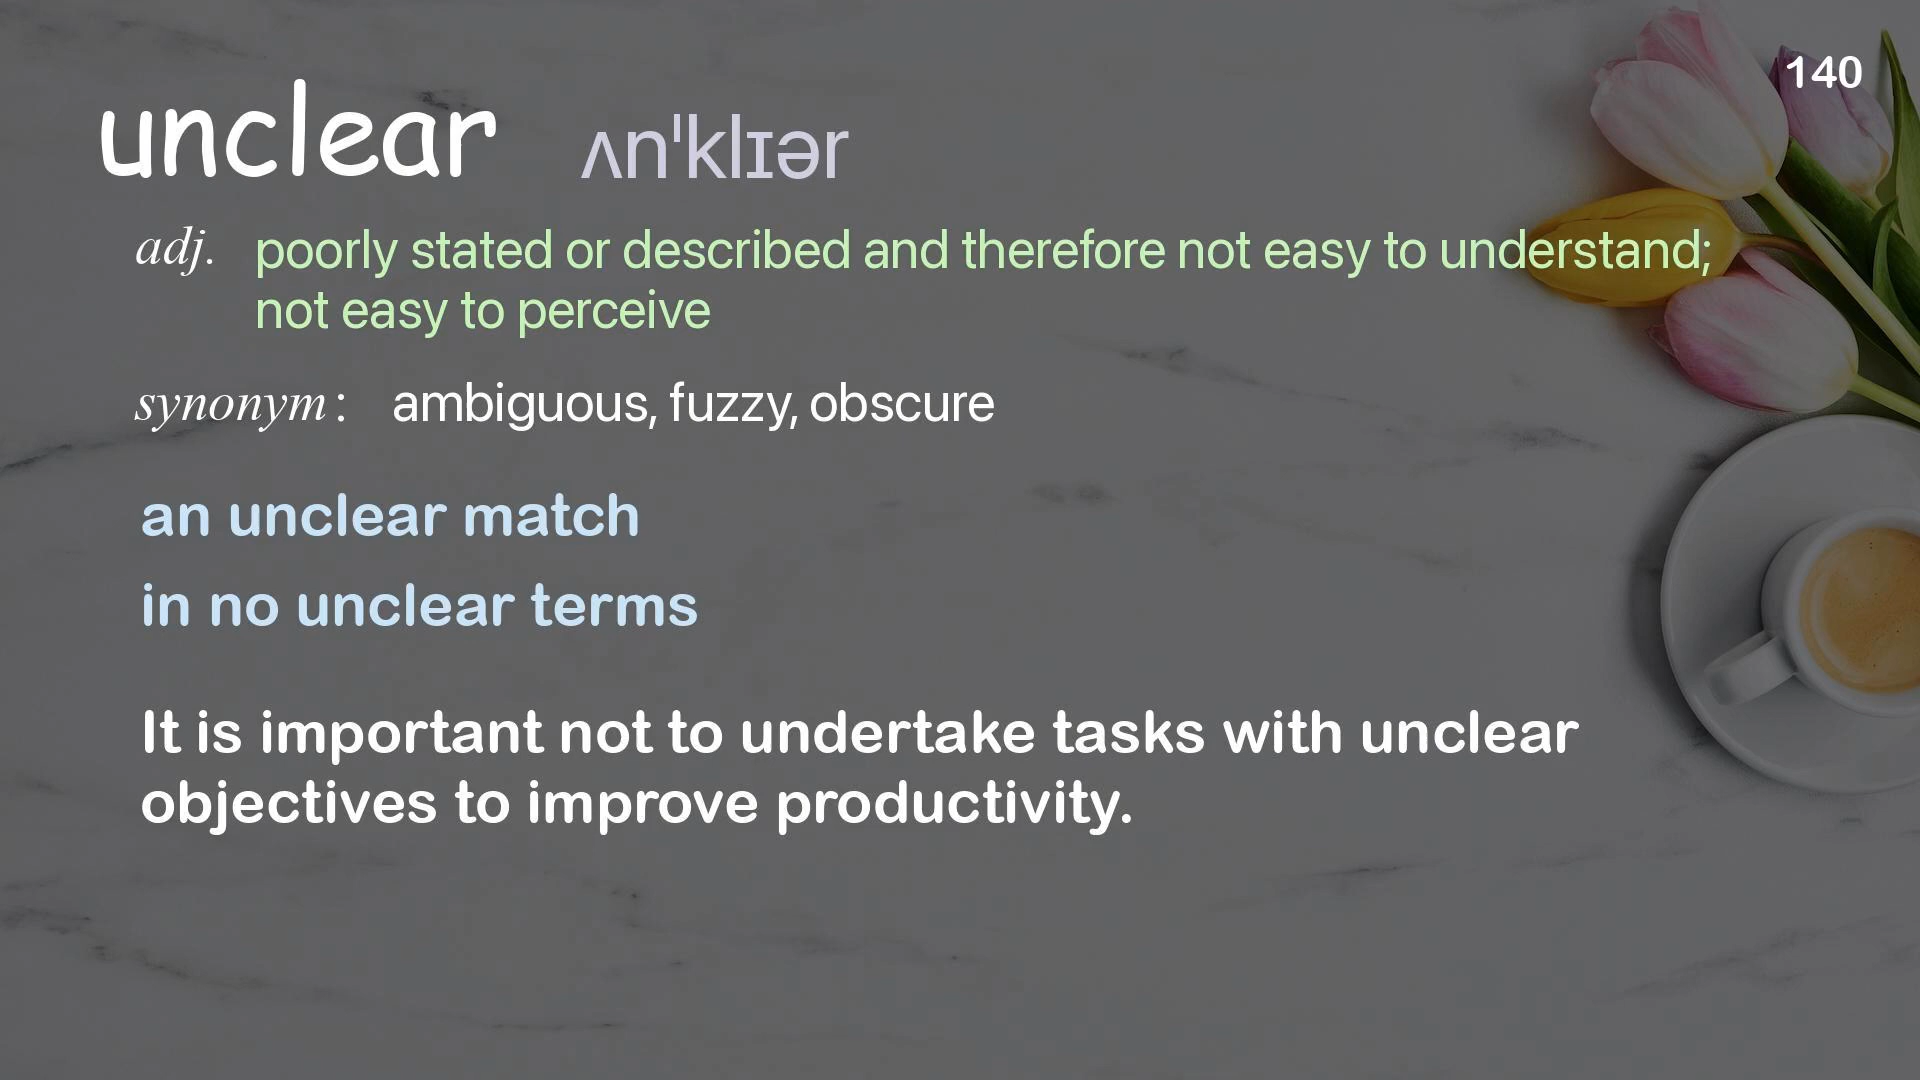 140
unclear ʌnˈklɪər
adj. poorly stated or described and therefore not easy to understand;
not easy to perceive
synonym : ambiguous, fuzzy, obscure
an unclear match
in no unclear terms
It is important not to undertake tasks with unclear
objectives to improve productivity.